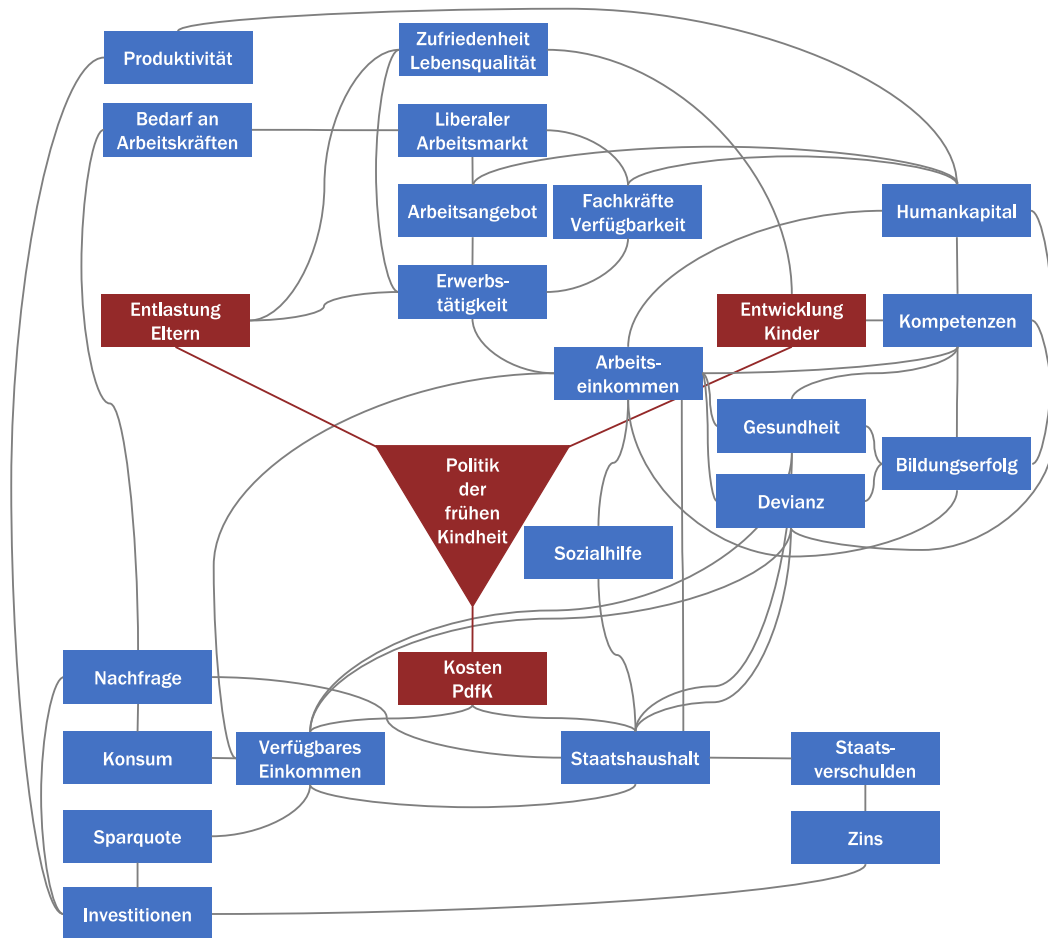 Produktivität
Zufriedenheit
Lebensqualität
Bedarf an
Arbeitskräften
Liberaler
Arbeitsmarkt
Arbeitsangebot
Fachkräfte
Verfügbarkeit
Humankapital
Erwerbs-
tätigkeit
Entlastung
Eltern
Entwicklung
Kinder
Kompetenzen
Arbeits-
einkommen
Gesundheit
Bildungserfolg
Politik
der
frühen
Kindheit
Devianz
Sozialhilfe
Nachfrage
Kosten
PdfK
Konsum
Verfügbares
Einkommen
Staatshaushalt
Staats-
verschulden
Sparquote
Zins
Investitionen